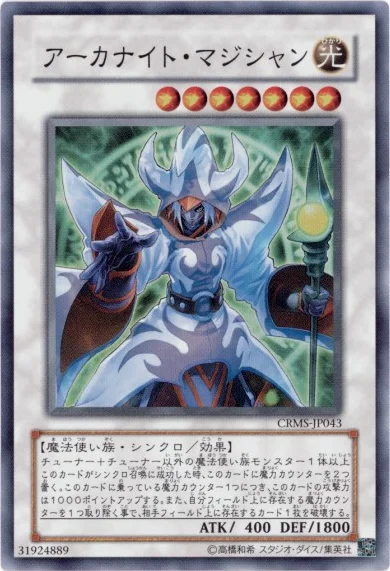 アーカナイト・マジシャン
光
CRMS-JP043
【魔法使い族・シンクロ／効果】
チューナー＋チューナー以外の魔法使い族モンスター１体以上
このカードがシンクロ召喚に成功した時、このカードに魔力カウンターを２つ
置く。このカードに乗っている魔力カウンター１つにつき、このカードの攻撃力
は１０００ポイントアップする。また、自分フィールド上に存在する魔力カウン
ターを１つ取り除く事で、相手フィールド上に存在するカード１枚を破壊する。
ATK/ 400 DEF/1800
31924889
©高橋和希 スタジオ・ダイス/集英社